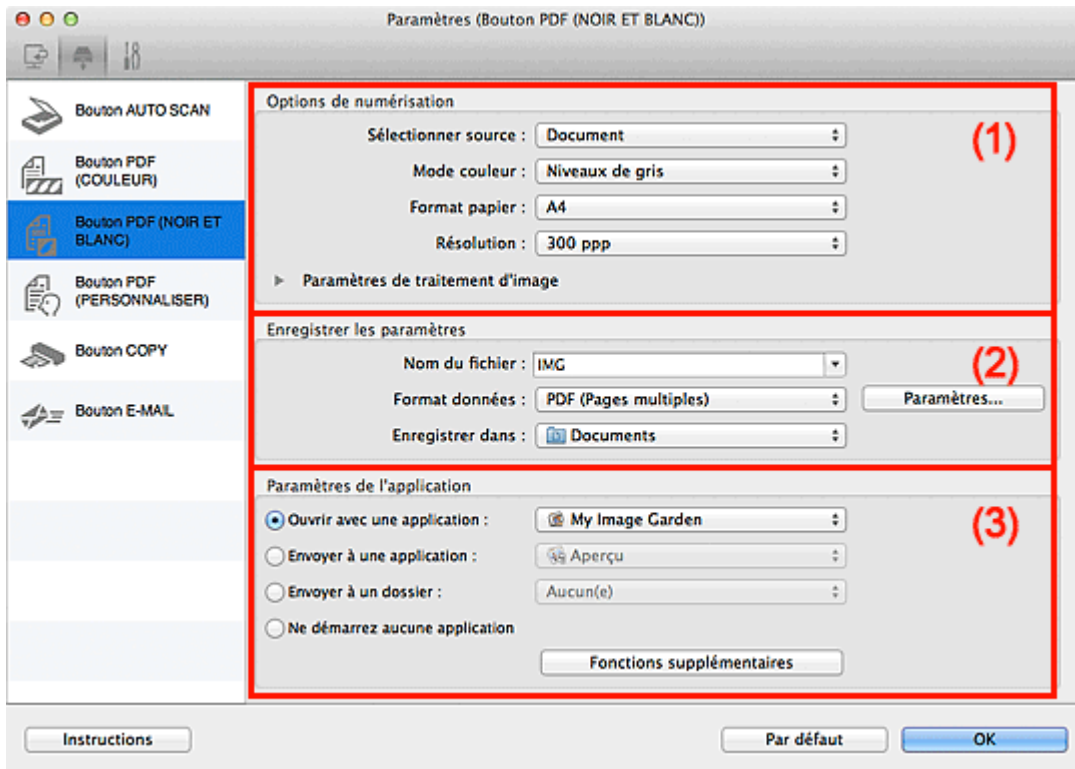 Paramètres (Bouton PDF (NOIR ET BLANC))
Bouton AUTO SCAN
Bouton PDF
(COULEUR)
Bouton PDF (NOIR ET
BLANC)
Bouton PDF
(PERSONNALISER)
Bouton COPY
Bouton E-MAIL
Options de numérisation
(1)
Sélectionner source : Document
Mode couleur : Niveaux de gris
Format papier : A4
Résolution : 300 ppp
Paramètres de traitement d'image
Enregistrer les paramètres
(2)
Nom du fichier : IMG
Format données : PDF (Pages multiples) Paramètres...
Enregistrer dans : Documents
Paramètres de l'application
(3)
Ouvrir avec une application : My Image Garden
Envoyer à une application : Aperçu
Envoyer à un dossier : Aucun(e)
Ne démarrez aucune application
Fonctions supplémentaires
Instructions Par défaut OK